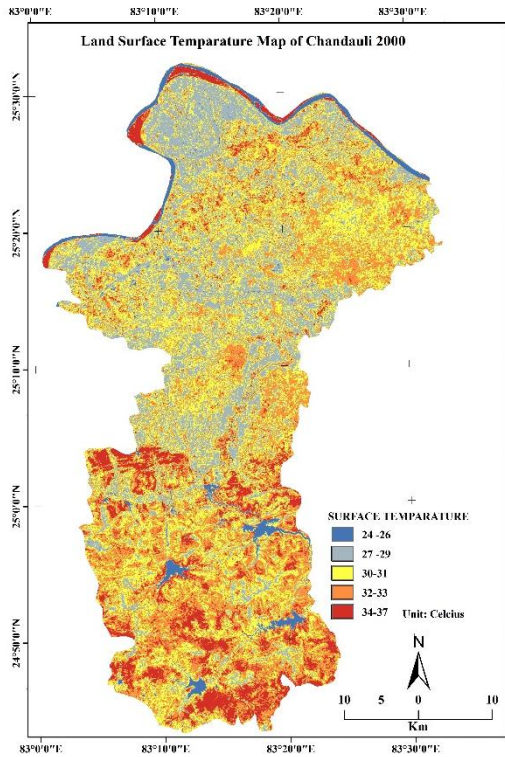 83°0'0"E 83°10'0"E 83°20'0"E 83°30'0"E
Land Surface Temparature Map of Chandauli 2000
25°30'0"N
25°20'0"N
25°10'0"N
25°0'0"N
24°50'0"N
SURFACE TEMPARATURE
24 -26
27 -29
30-31
32-33
34-37
Unit: Celcius
N
10 5 0 10
Km
83°0'0"E 83°10'0"E 83°20'0"E 83°30'0"E